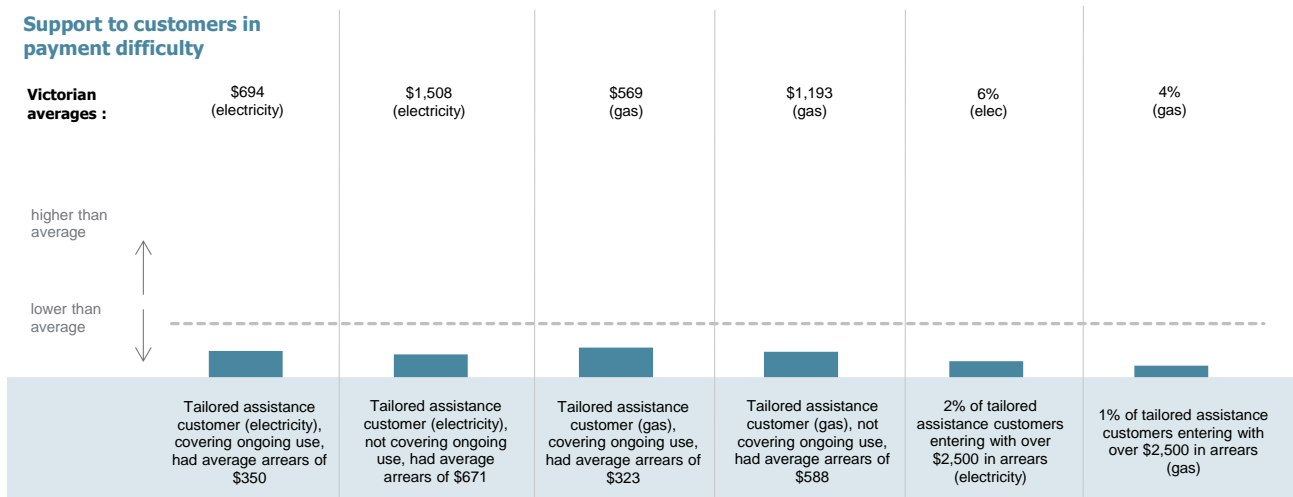 Support to customers in
payment difficulty
Victorian
averages :
$694
(electricity)
$1,508
(electricity)
$569
(gas)
$1,193
(gas)
6%
(elec)
4%
(gas)
higher than
average
lower than
average
Tailored assistance
customer (electricity),
covering ongoing use,
had average arrears of
$350
Tailored assistance
customer (electricity),
not covering ongoing
use, had average
arrears of $671
Tailored assistance
customer (gas),
covering ongoing use,
had average arrears of
$323
Tailored assistance
customer (gas), not
covering ongoing use,
had average arrears of
$588
2% of tailored
assistance customers
entering with over
$2,500 in arrears
(electricity)
1% of tailored assistance
customers entering with
over $2,500 in arrears
(gas)